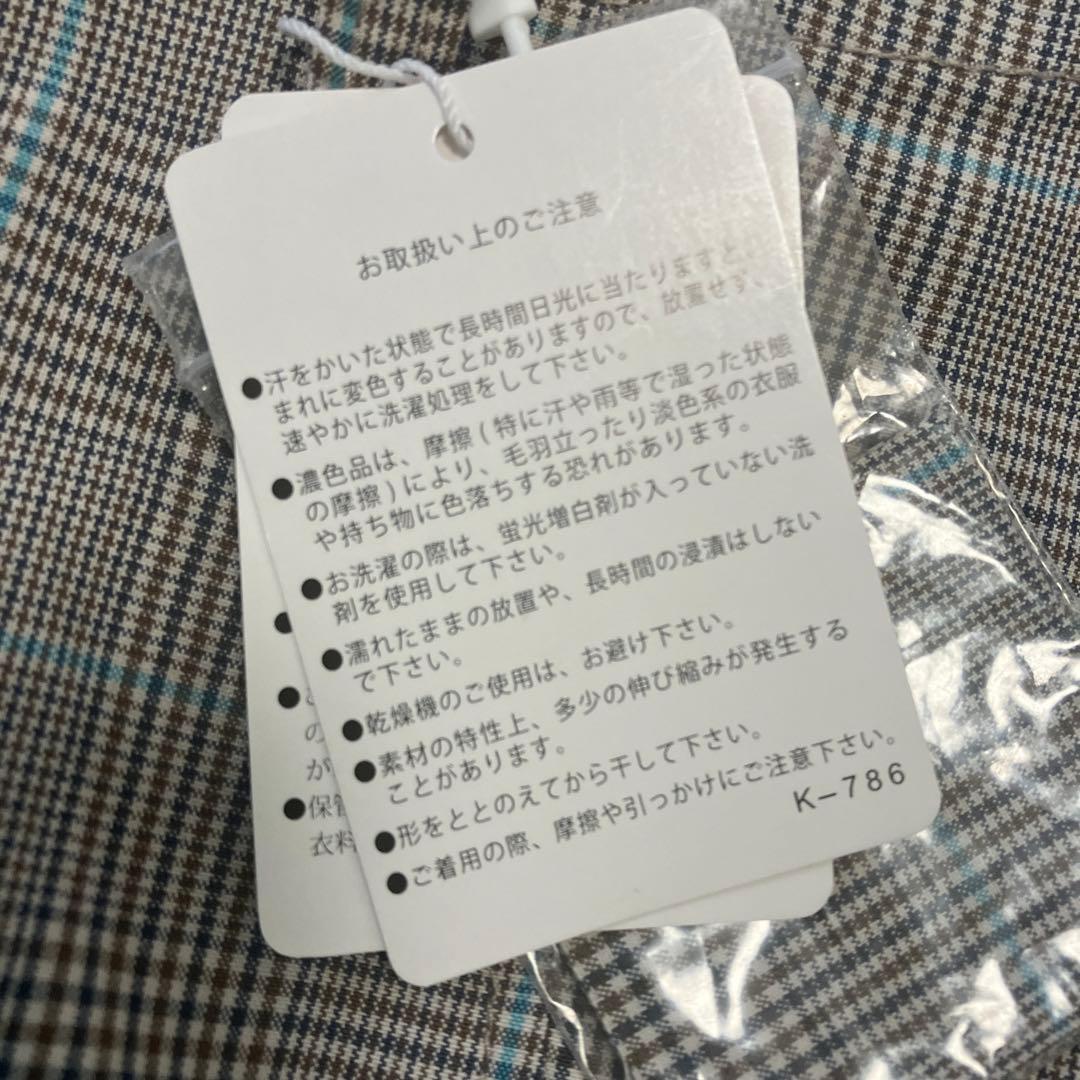 お取扱い上のご注意
●汗をかいた状態で長時間日光に当たりますと、
まれに変色することがありますので、放置せず、
速やかに洗濯処理をして下さい。
●濃色品は、摩擦(特に汗や雨等で湿った状態
の摩擦)により、毛羽立ったり淡色系の衣服
や持ち物に色落ちする恐れがあります。
●お洗濯の際は、蛍光増白剤が入っていない洗
剤を使用して下さい。
●濡れたままの放置や、長時間の浸漬はしない
で下さい。
●乾燥機のご使用は、お避け下さい。
●素材の特性上、多少の伸び縮みが発生する
ことがあります。
●形をととのえてから干して下さい。
●ご着用の際、摩擦や引っかけにご注意下さい。
K-786
の
が
●保管
衣料